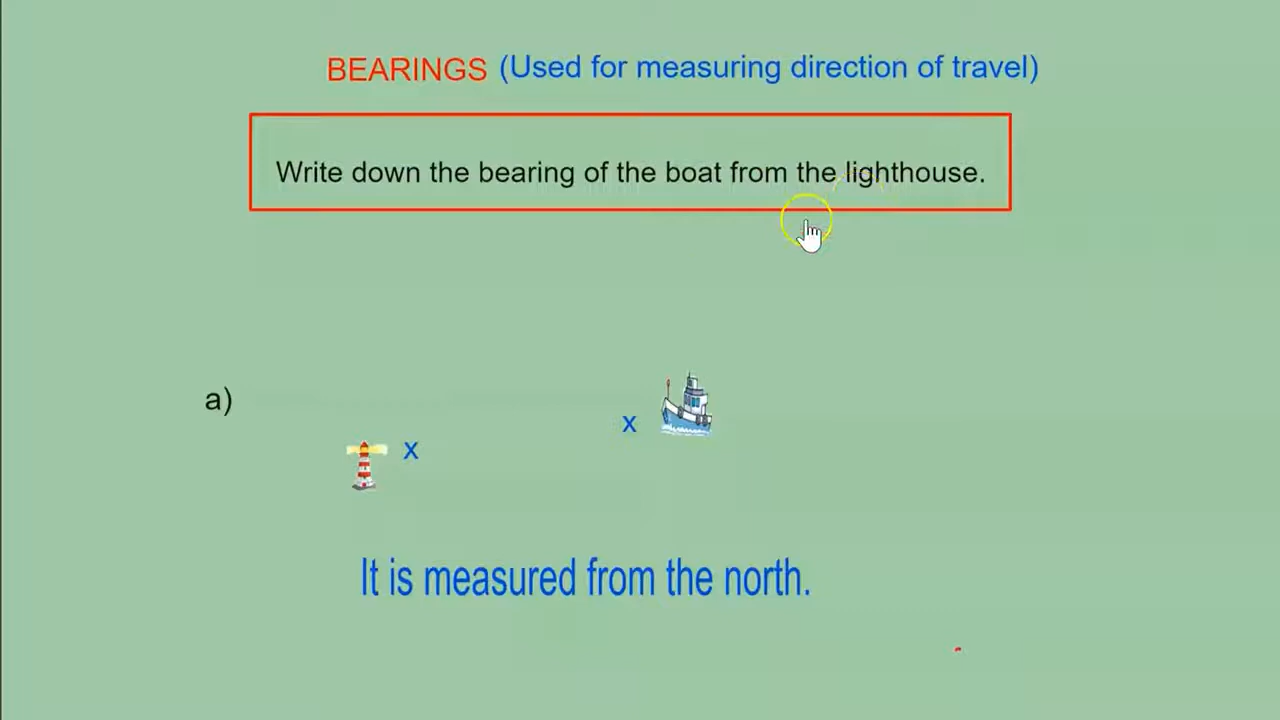 BEARINGS (Used for measuring direction of travel)
Write down the bearing of the boat from the lighthouse.
a)
x
x
It is measured from the north.